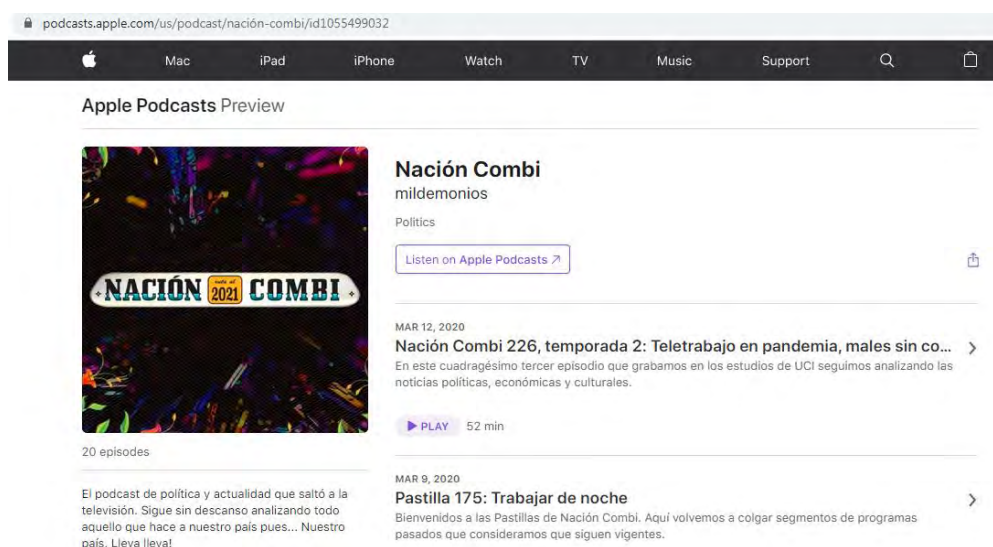 podcasts.apple.com/us/podcast/nación-combi/id1055499032
Mac iPad iPhone Watch TV Music Support
Apple Podcasts Preview
NACIÓN 2021 COMBI
20 episodes
El podcast de política y actualidad que saltó a la
televisión. Sigue sin descanso analizando todo
aquello que hace a nuestro país pues... Nuestro
país. Lleva lleva!
Nación Combi
mildemonios
Politics
Listen on Apple Podcasts ↗
MAR 12, 2020
Nación Combi 226, temporada 2: Teletrabajo en pandemia, males sin co...
En este cuadragésimo tercer episodio que grabamos en los estudios de UCI seguimos analizando las
noticias políticas, económicas y culturales.
PLAY 52 min
MAR 9, 2020
Pastilla 175: Trabajar de noche
Bienvenidos a las Pastillas de Nación Combi. Aquí volvemos a colgar segmentos de programas
pasados que consideramos que siguen vigentes.